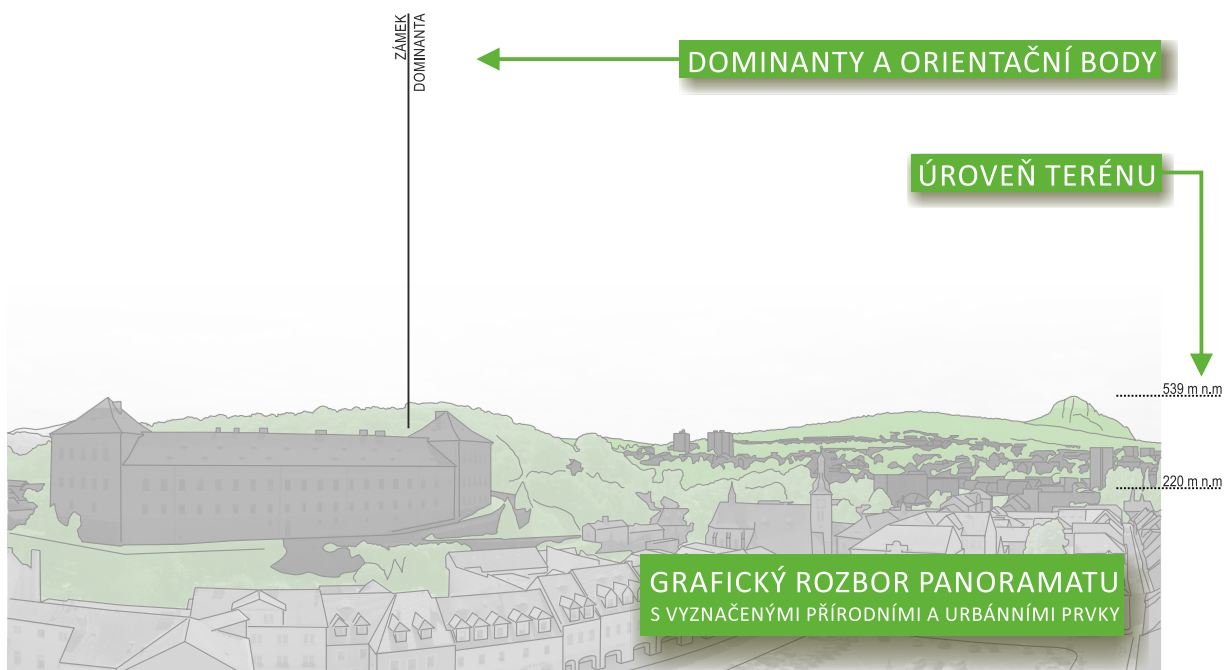 ZÁMEK
DOMINANTA
DOMINANTY A ORIENTAČNÍ BODY
ÚROVEŇ TERÉNU
539 m n.m
220 m n.m
GRAFICKÝ ROZBOR PANORAMATU
S VYZNAČENÝMI PŘÍRODNÍMI A URBÁNNÍMI PRVKY